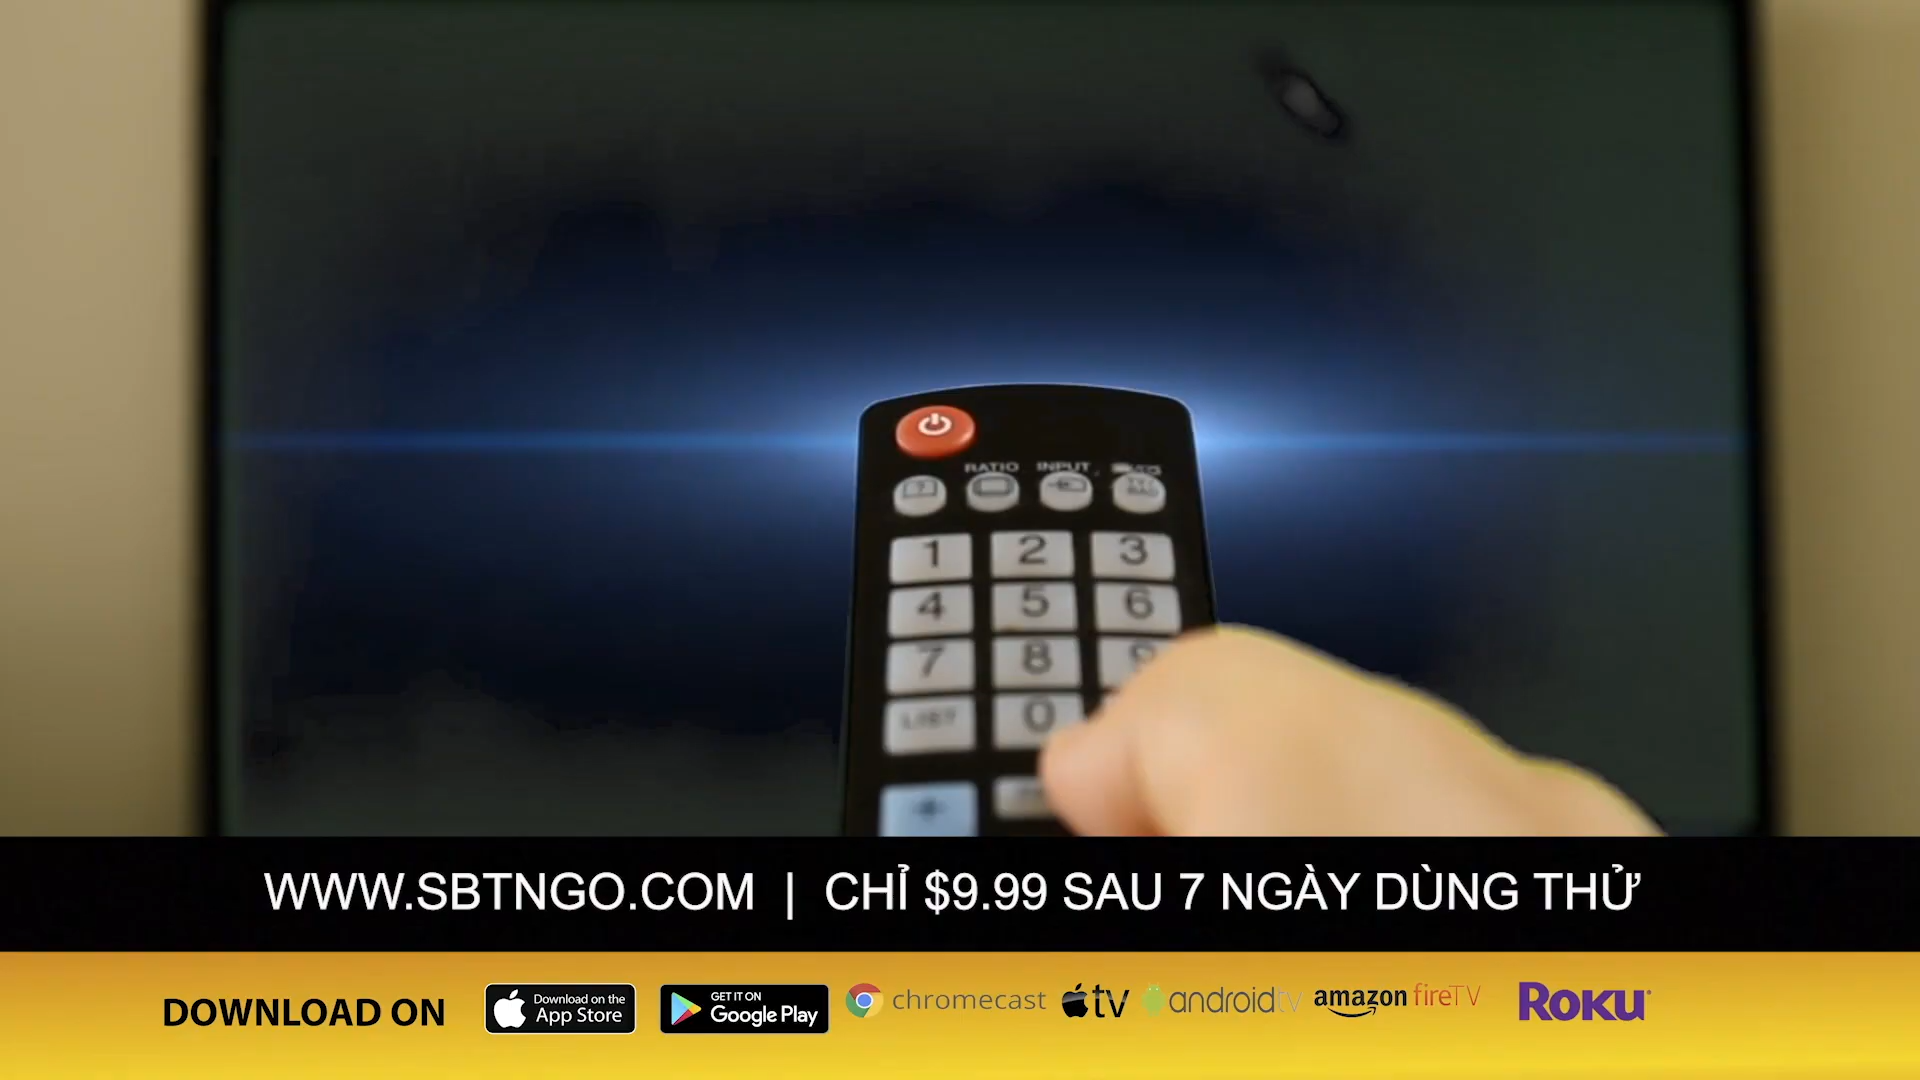 RATIO INPUT
1 2 3
4 5 6
7 8 9
LIST 0
WWW.SBTNGO.COM | CHỈ $9.99 SAU 7 NGÀY DÙNG THỬ
DOWNLOAD ON
Download on the
App Store
GET IT ON
Google Play
chromecast
tv
androidtv
amazon fireTV
ROKU